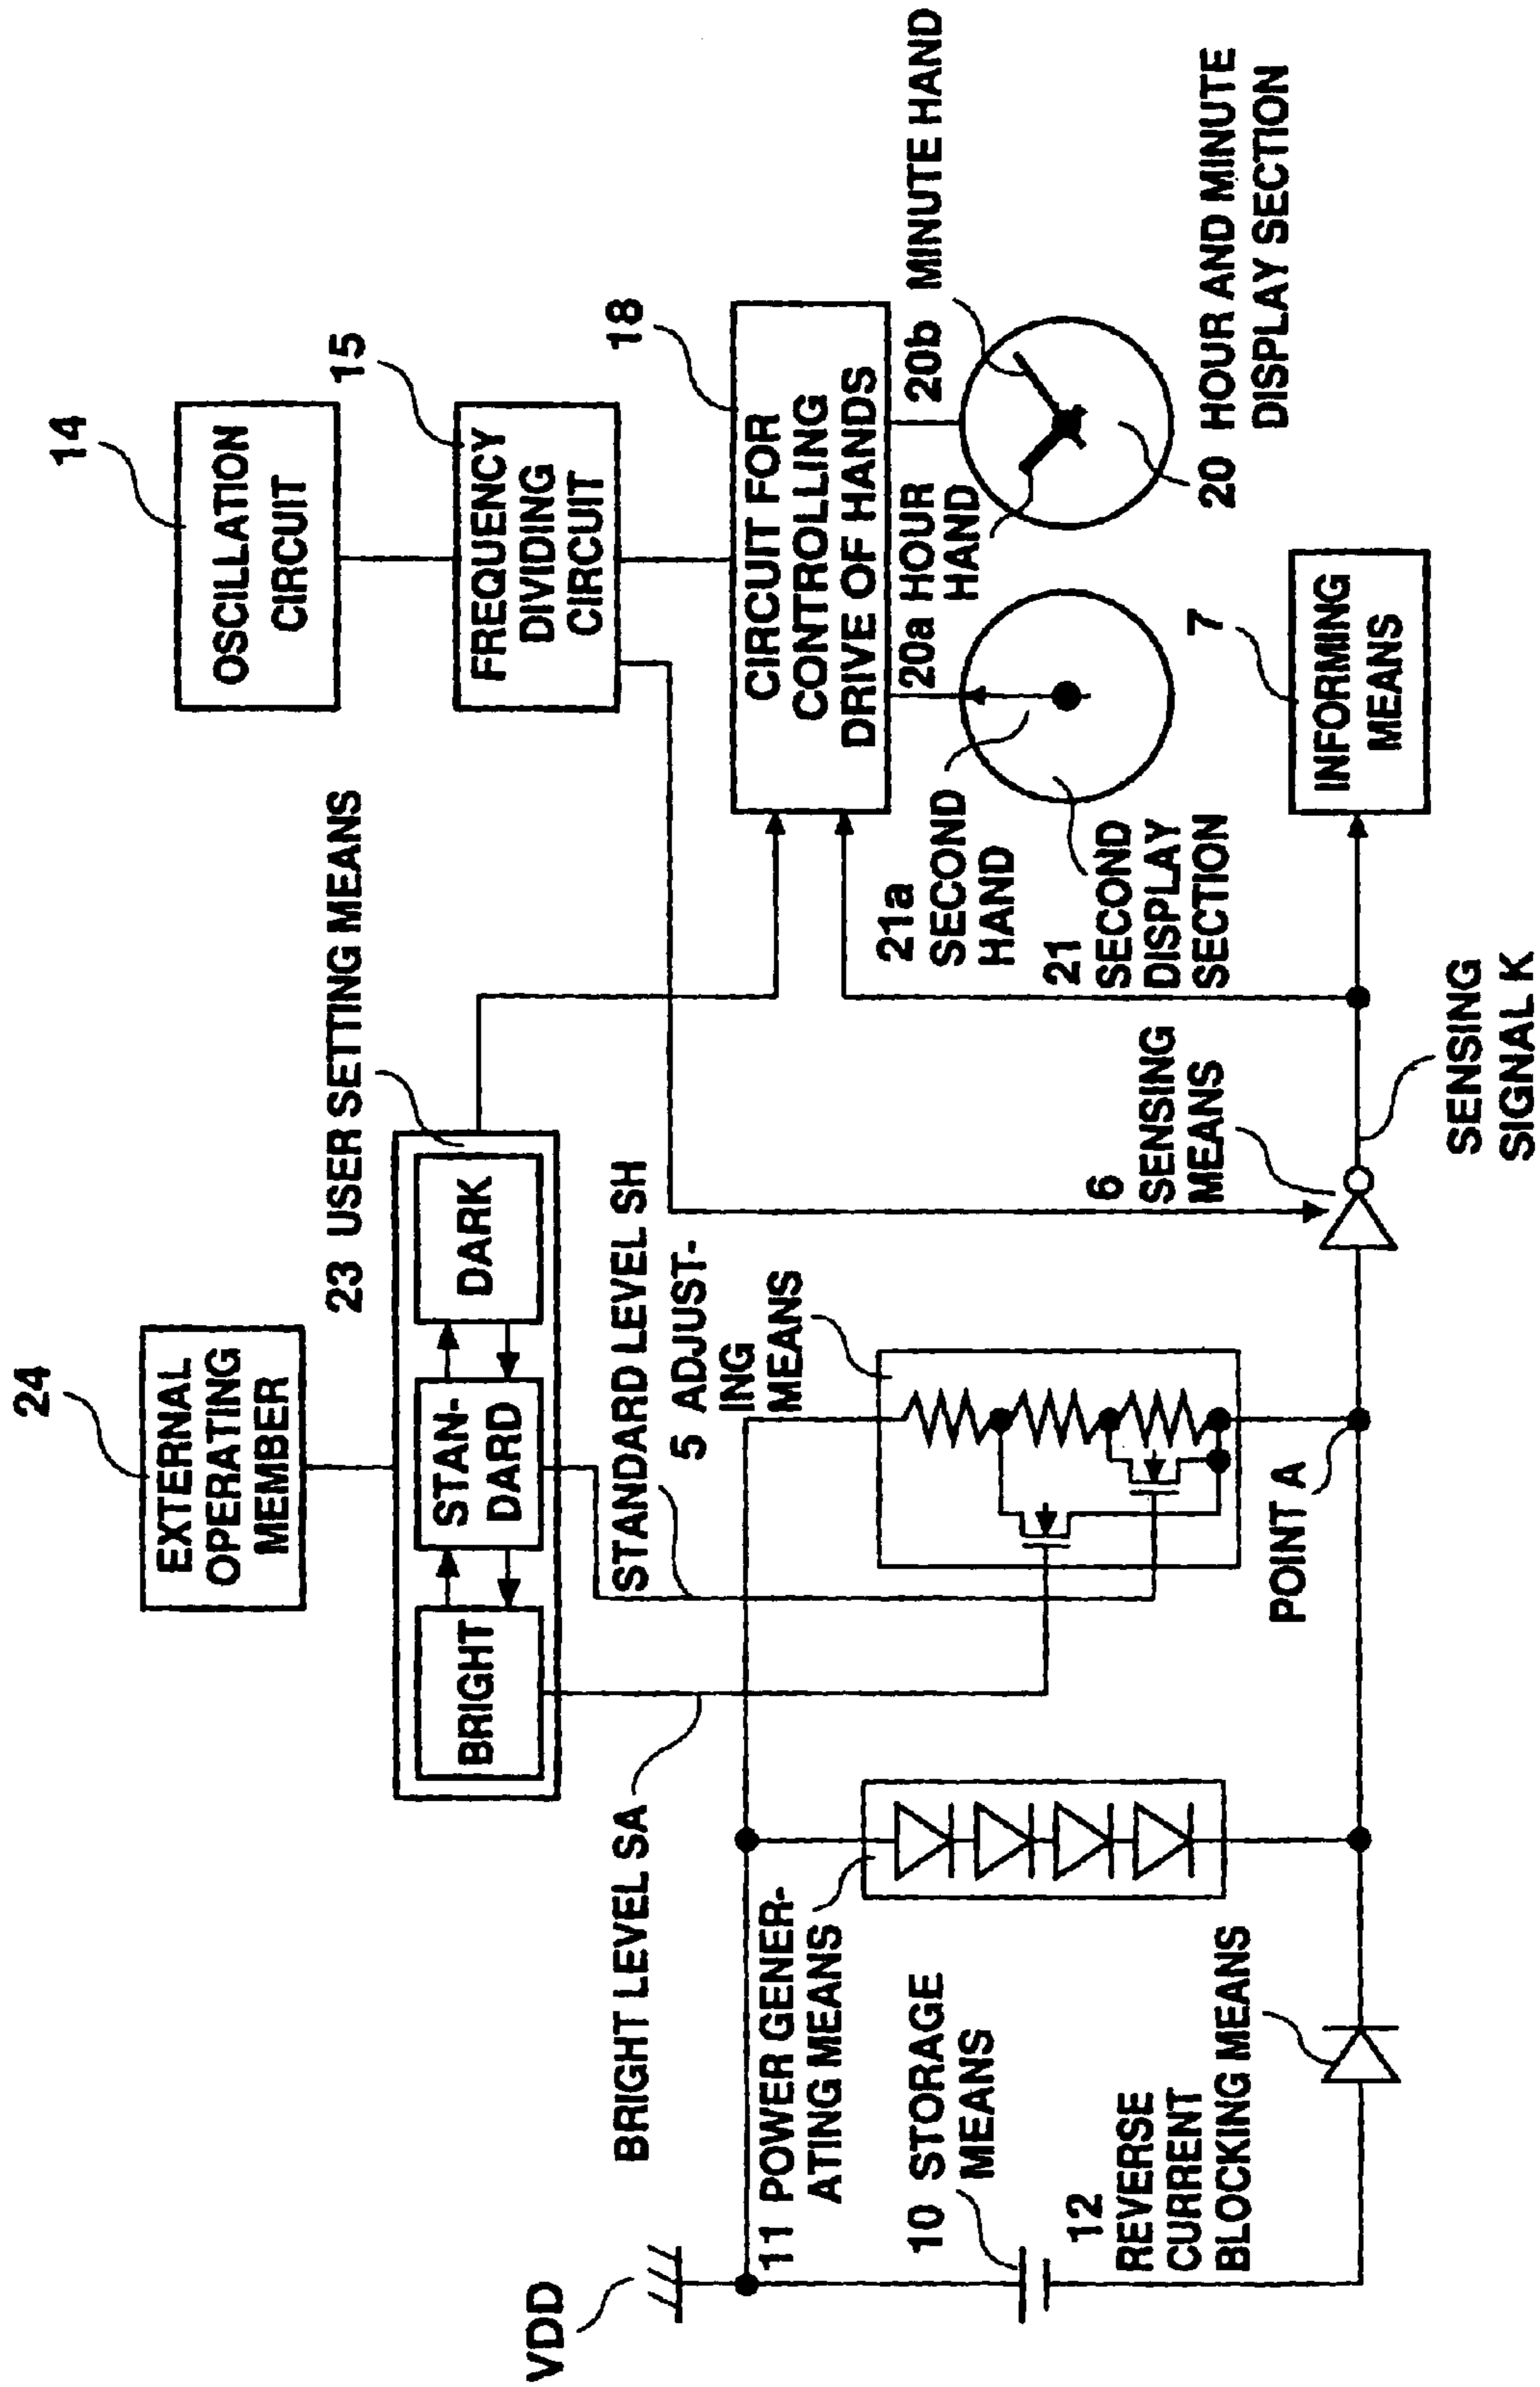 24
EXTERNAL
OPERATING
MEMBER
14
OSCILLATION
CIRCUIT
23 USER SETTING MEANS
15
BRIGHT
STAN-
DARD
DARK
FREQUENCY
DIVIDING
CIRCUIT
VDD
BRIGHT LEVEL SA
STANDARD LEVEL SH
18
5 ADJUST-
ING
MEANS
CIRCUIT FOR
CONTROLLING
DRIVE OF HANDS
11 POWER GENER-
ATING MEANS
10 STORAGE
MEANS
21a
SECOND
HAND
20a HOUR
HAND
20b MINUTE HAND
21
SECOND
DISPLAY
SECTION
12
REVERSE
CURRENT
BLOCKING MEANS
6
SENSING
MEANS
7
20 HOUR AND MINUTE
DISPLAY SECTION
POINT A
INFORMING
MEANS
SENSING
SIGNAL K